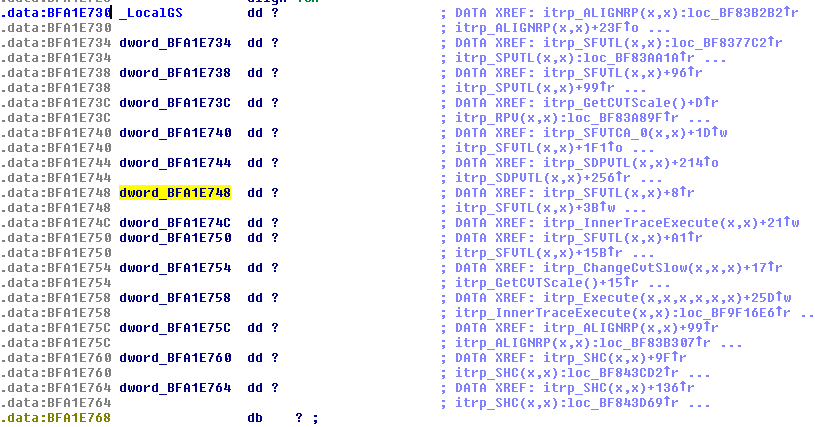 align 10h
.data:BFA1E730 _LocalGS dd ? ; DATA XREF: itrp_ALIGNRP(x,x):loc_BF83B2B2↑r
.data:BFA1E730 ; itrp_ALIGNRP(x,x)+23F↑o ...
.data:BFA1E734 dword_BFA1E734 dd ? ; DATA XREF: itrp_SFVTL(x,x):loc_BF8377C2↑r
.data:BFA1E734 ; itrp_SPVTL(x,x):loc_BF83AA1A↑r ...
.data:BFA1E738 dword_BFA1E738 dd ? ; DATA XREF: itrp_SFVTL(x,x)+96↑r
.data:BFA1E738 ; itrp_SPVTL(x,x)+99↑r ...
.data:BFA1E73C dword_BFA1E73C dd ? ; DATA XREF: itrp_GetCVTScale()+D↑r
.data:BFA1E73C ; itrp_RPV(x,x):loc_BF83A89F↑r ...
.data:BFA1E740 dword_BFA1E740 dd ? ; DATA XREF: itrp_SFVTCA_0(x,x)+1D↑w
.data:BFA1E740 ; itrp_SFVTL(x,x)+1F1↑o ...
.data:BFA1E744 dword_BFA1E744 dd ? ; DATA XREF: itrp_SDPVTL(x,x)+214↑o
.data:BFA1E744 ; itrp_SDPVTL(x,x)+256↑r ...
.data:BFA1E748 dword_BFA1E748 dd ? ; DATA XREF: itrp_SFVTL(x,x)+8↑r
.data:BFA1E748 ; itrp_SFVTL(x,x)+3B↑w ...
.data:BFA1E74C dword_BFA1E74C dd ? ; DATA XREF: itrp_InnerTraceExecute(x,x)+21↑w
.data:BFA1E750 dword_BFA1E750 dd ? ; DATA XREF: itrp_SFVTL(x,x)+A1↑r
.data:BFA1E750 ; itrp_SFVTL(x,x)+15B↑r ...
.data:BFA1E754 dword_BFA1E754 dd ? ; DATA XREF: itrp_ChangeCvtSlow(x,x,x)+17↑r
.data:BFA1E754 ; itrp_GetCVTScale()+15↑r ...
.data:BFA1E758 dword_BFA1E758 dd ? ; DATA XREF: itrp_Execute(x,x,x,x,x,x)+25D↑w
.data:BFA1E758 ; itrp_InnerTraceExecute(x,x):loc_BF9F16E6↑r ..
.data:BFA1E75C dword_BFA1E75C dd ? ; DATA XREF: itrp_ALIGNRP(x,x)+99↑r
.data:BFA1E75C ; itrp_ALIGNRP(x,x):loc_BF83B307↑r ...
.data:BFA1E760 dword_BFA1E760 dd ? ; DATA XREF: itrp_SHC(x,x)+9F↑r
.data:BFA1E760 ; itrp_SHC(x,x):loc_BF843CD2↑r ...
.data:BFA1E764 dword_BFA1E764 dd ? ; DATA XREF: itrp_SHC(x,x)+136↑r
.data:BFA1E764 ; itrp_SHC(x,x):loc_BF843D69↑r ...
.data:BFA1E768 db ? ;